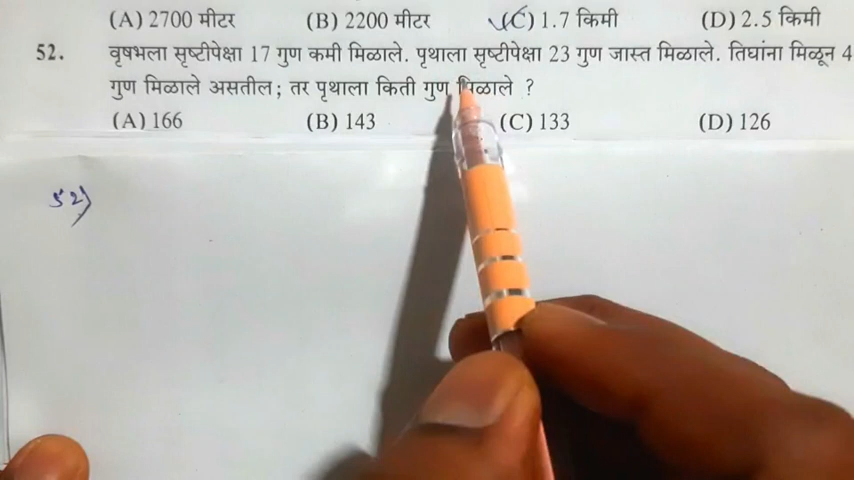 (A) 2700 मीटर (B) 2200 मीटर (C) 1.7 किमी (D) 2.5 किमी
52. वृषभला सृष्टीपेक्षा 17 गुण कमी मिळाले. पृथाला सृष्टीपेक्षा 23 गुण जास्त मिळाले. तिघांना मिळून 4
गुण मिळाले असतील; तर पृथाला किती गुण मिळाले ?
(A) 166 (B) 143 (C) 133 (D) 126
52)